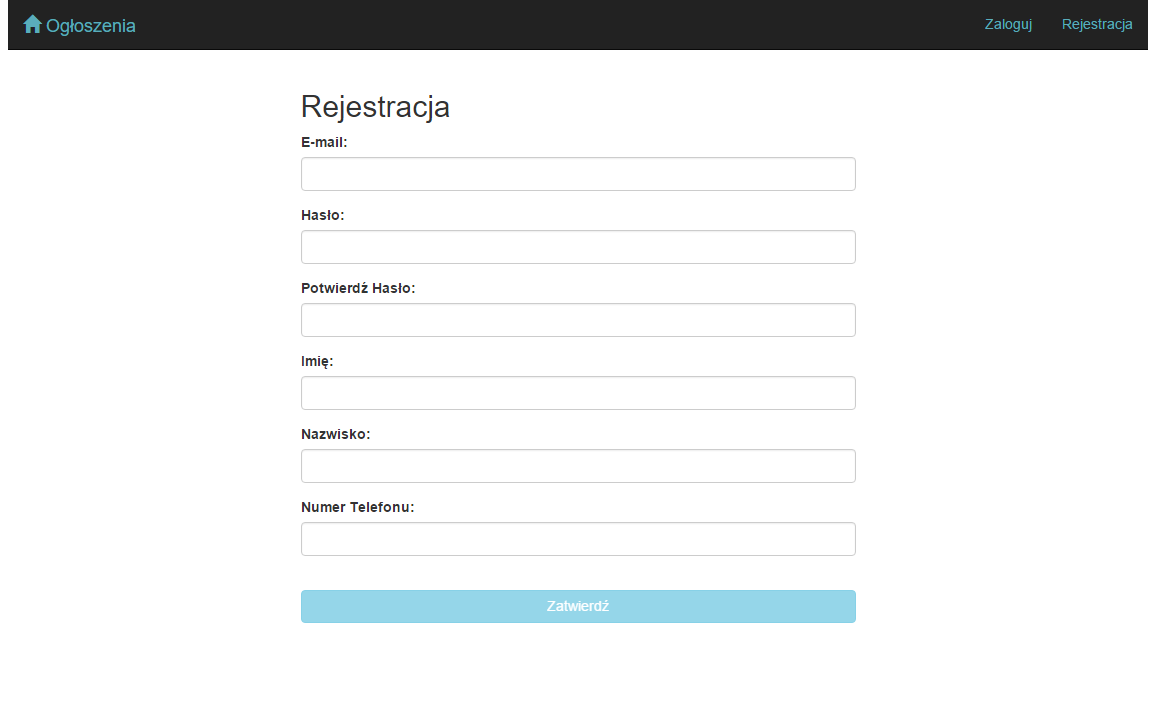 Ogłoszenia Zaloguj Rejestracja
Rejestracja
E-mail:
Hasło:
Potwierdź Hasło:
Imię:
Nazwisko:
Numer Telefonu:
Zatwierdź